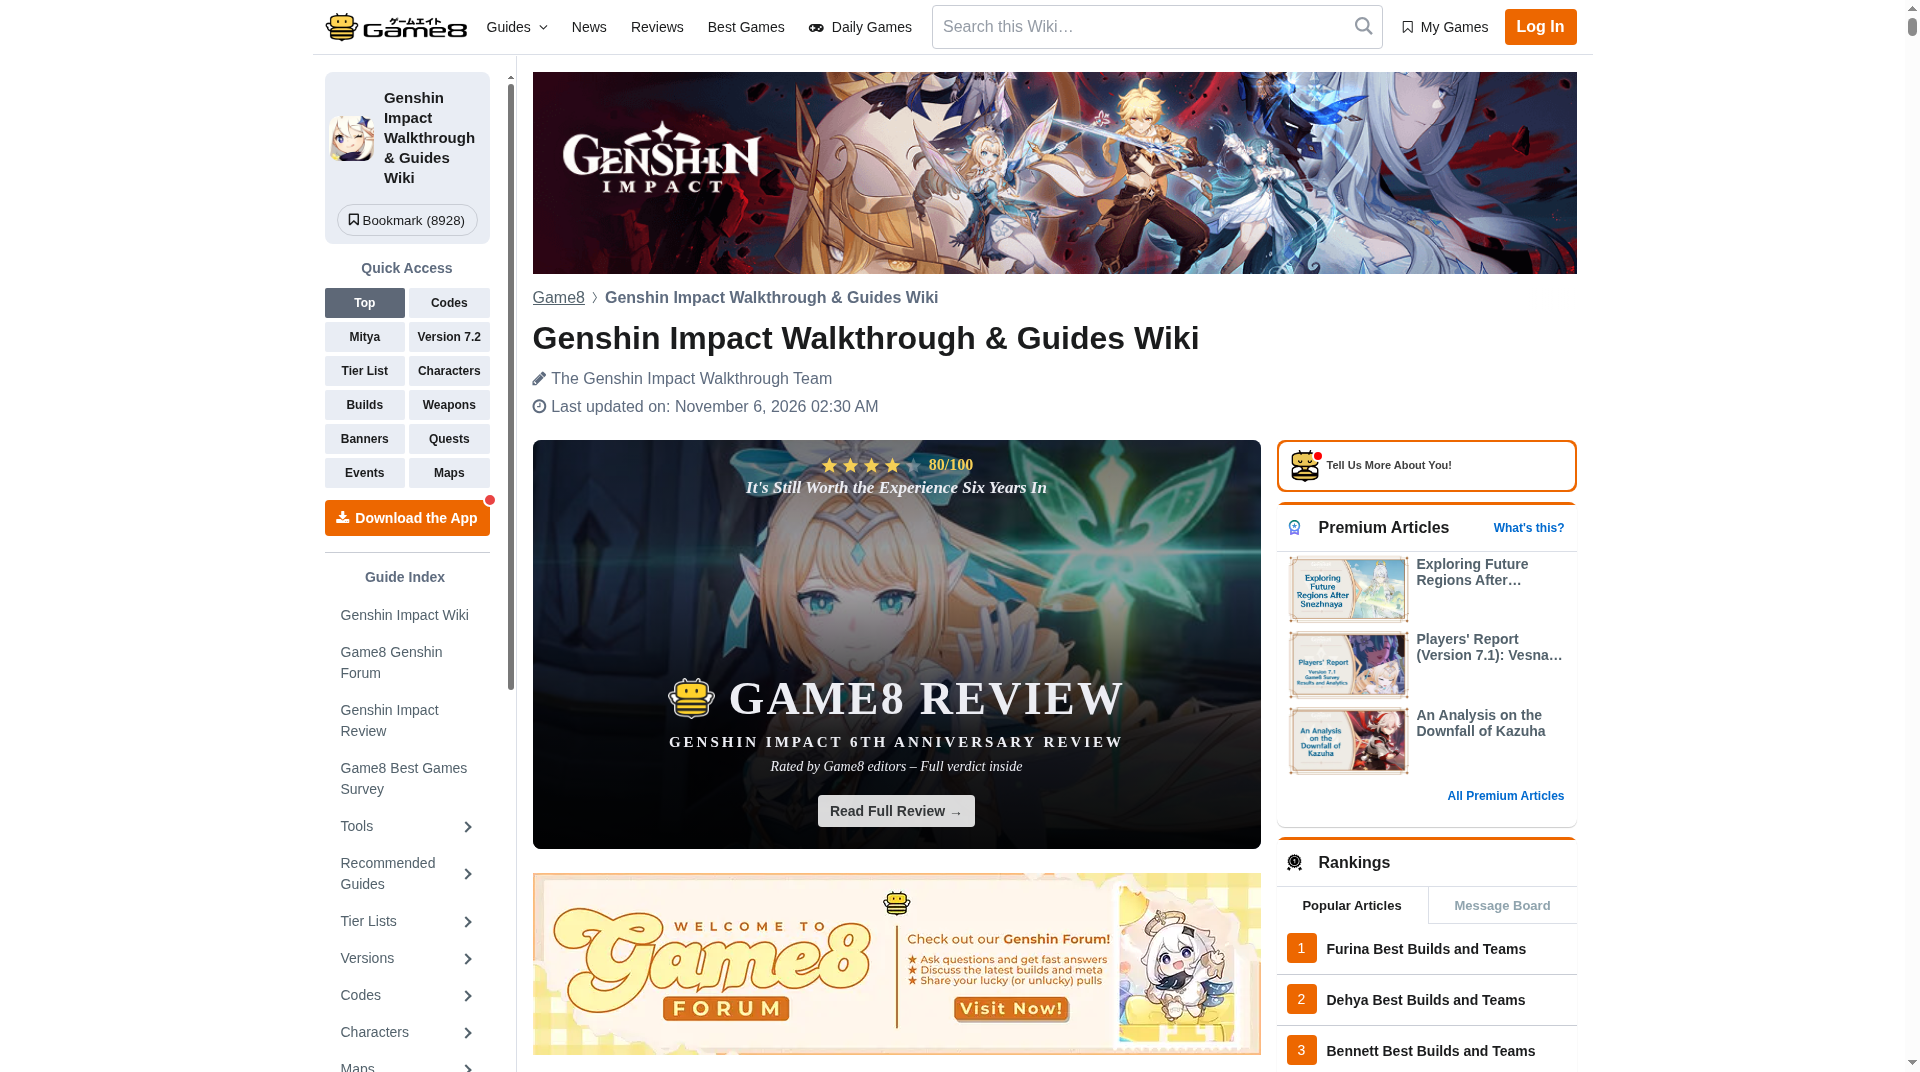 ゲームエイト
Game8
Guides
News
Reviews
Best Games
Daily Games
Search this Wiki…
My Games
Log In
Genshin
Impact
Walkthrough
& Guides
Wiki
Bookmark (8928)
Quick Access
Top
Codes
Mitya
Version 7.2
Tier List
Characters
Builds
Weapons
Banners
Quests
Events
Maps
Download the App
Guide Index
Genshin Impact Wiki
Game8 Genshin
Forum
Genshin Impact
Review
Game8 Best Games
Survey
Tools
Recommended
Guides
Tier Lists
Versions
Codes
Characters
Maps
GENSHIN
IMPACT
Game8 〉 Genshin Impact Walkthrough & Guides Wiki
Genshin Impact Walkthrough & Guides Wiki
The Genshin Impact Walkthrough Team
Last updated on: November 6, 2026 02:30 AM
80/100
It's Still Worth the Experience Six Years In
GAME8 REVIEW
GENSHIN IMPACT 6TH ANNIVERSARY REVIEW
Rated by Game8 editors – Full verdict inside
Read Full Review →
WELCOME TO
Game8
FORUM
Check out our Genshin Forum!
★ Ask questions and get fast answers
★ Discuss the latest builds and meta
★ Share your lucky (or unlucky) pulls
Visit Now!
Tell Us More About You!
Premium Articles
What's this?
Exploring
Future
Regions After
Snezhnaya
Exploring Future
Regions After…
Players' Report
Version 7.1
Game8 Survey
Results and Analytics
Players' Report
(Version 7.1): Vesna…
An Analysis
on the
Downfall of
Kazuha
An Analysis on the
Downfall of Kazuha
All Premium Articles
Rankings
Popular Articles
Message Board
1
Furina Best Builds and Teams
2
Dehya Best Builds and Teams
3
Bennett Best Builds and Teams